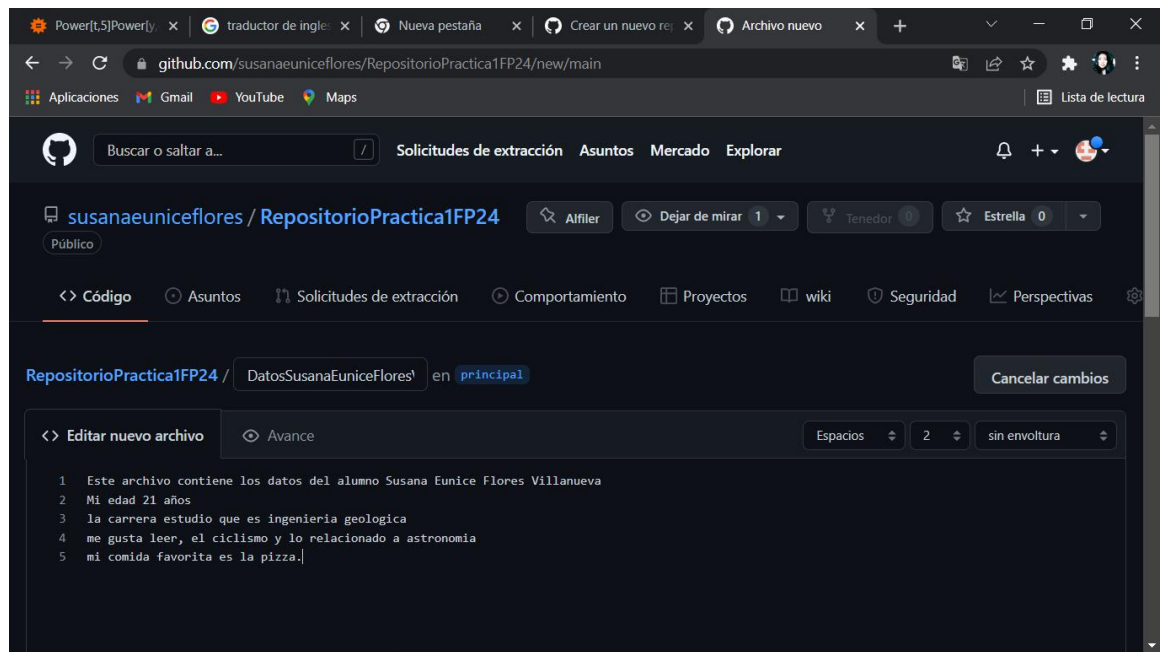 Power[t,5]Power[y,
traductor de ingles
Nueva pestaña
Crear un nuevo rep
Archivo nuevo
github.com/susanaeuniceflores/RepositorioPractica1FP24/new/main
Aplicaciones Gmail YouTube Maps Lista de lectura
Buscar o saltar a... / Solicitudes de extracción Asuntos Mercado Explorar
susanaeuniceflores / RepositorioPractica1FP24 Alfiler Dejar de mirar 1 Tenedor 0 Estrella 0
Público
<> Código Asuntos Solicitudes de extracción Comportamiento Proyectos wiki Seguridad Perspectivas
RepositorioPractica1FP24 / DatosSusanaEuniceFlores en principal Cancelar cambios
<> Editar nuevo archivo Avance Espacios 2 sin envoltura
1 Este archivo contiene los datos del alumno Susana Eunice Flores Villanueva
2 Mi edad 21 años
3 la carrera estudio que es ingenieria geologica
4 me gusta leer, el ciclismo y lo relacionado a astronomia
5 mi comida favorita es la pizza.